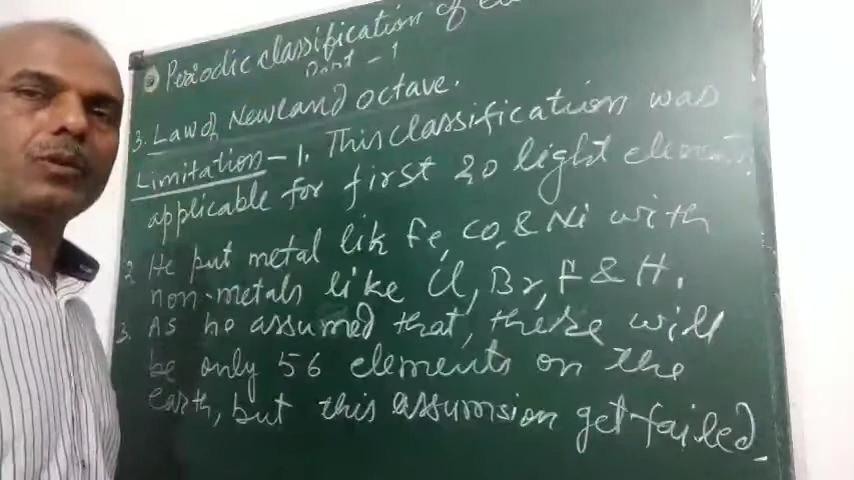 Periodic classification of
Part - 1
3. Law of Newland octave.
Limitation - 1. This classification was
applicable for first 20 light elements.
2. He put metal lik Fe, Co, & Ni with
non-metals like Cl, Br, F & H.
3. As he assumed that, there will
be only 56 elements on the
earth, but this assumsion get failed.